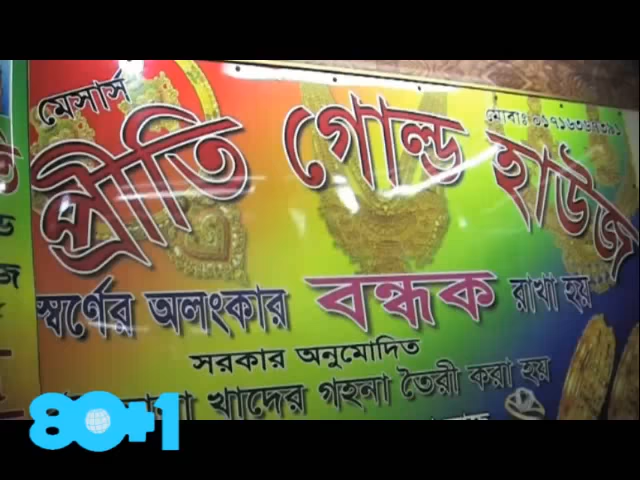 মেসার্স
মোবাঃ
প্রীতি গোল্ড হাউজ
স্বর্ণের অলংকার বন্ধক রাখা হয়
সরকার অনুমোদিত
খাদের গহনা তৈরী করা হয়
80+1